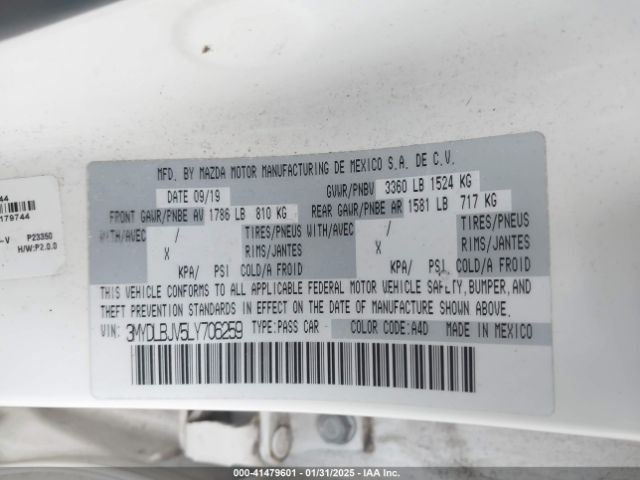 MFD. BY MAZDA MOTOR MANUFACTURING DE MEXICO S.A. DE C.V.
DATE 09/19 GVWR/PNBV 3360 LB 1524 KG
FRONT GAWR/PNBE AV 1786 LB 810 KG REAR GAWR/PNBE AR 1581 LB 717 KG
WITH/AVEC / TIRES/PNEUS WITH/AVEC / TIRES/PNEUS
X RIMS/JANTES X RIMS/JANTES
KPA/ PSI COLD/A FROID KPA/ PSI COLD/A FROID
THIS VEHICLE CONFORMS TO ALL APPLICABLE FEDERAL MOTOR VEHICLE SAFETY, BUMPER, AND
THEFT PREVENTION STANDARDS IN EFFECT ON THE DATE OF MANUFACTURE SHOWN ABOVE.
VIN: 3MYDLBJV5LY706259 TYPE:PASS CAR COLOR CODE:A4D MADE IN MEXICO
44
179744
-V P23350
H/W:P2.0.0
000-41479601 - 01/31/2025 - IAA Inc.